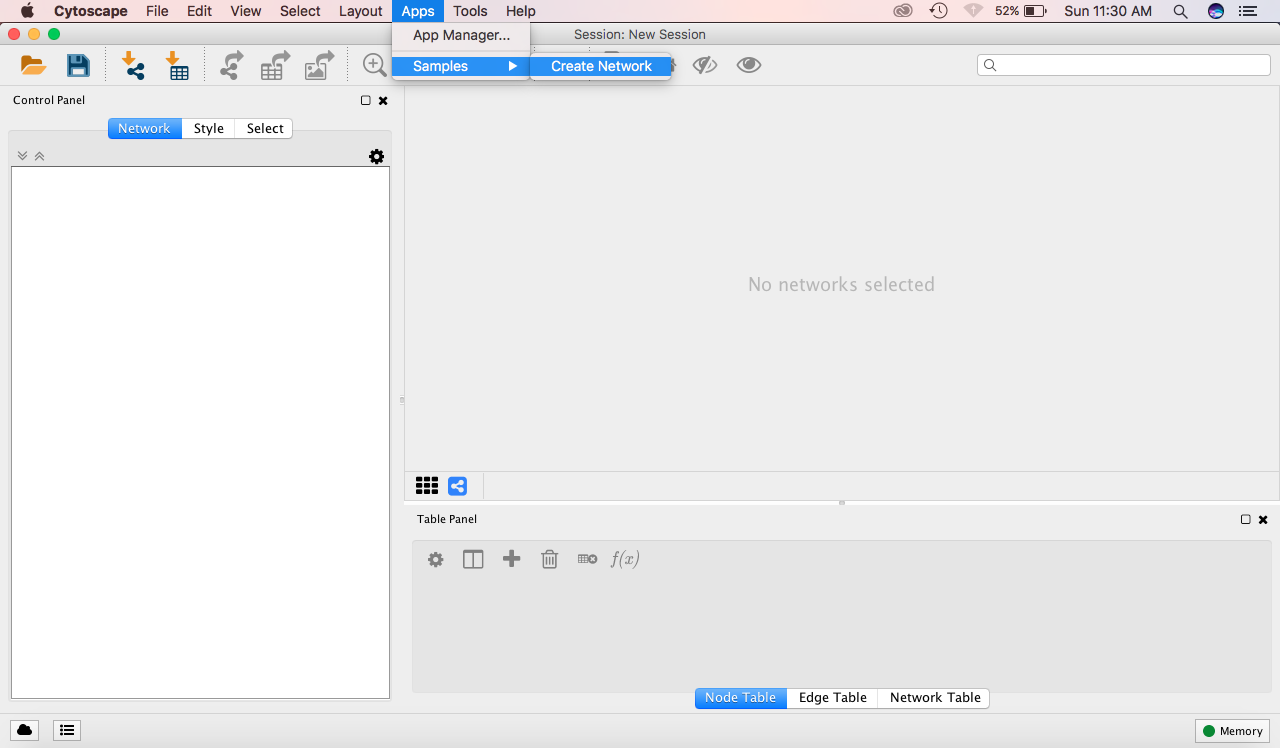 Cytoscape File Edit View Select Layout Apps Tools Help 52% Sun 11:30 AM
App Manager... Session: New Session
Samples Create Network
Control Panel
Network Style Select
No networks selected
Table Panel
f(x)
Node Table Edge Table Network Table
Memory